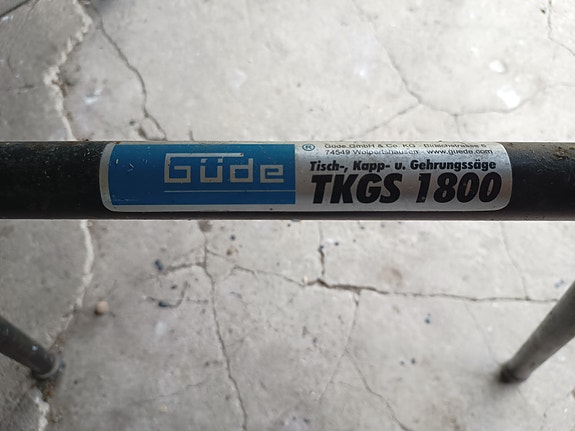 Güde
® Güde GmbH & Co. KG · Birkichstrasse 6
74549 Wolpertshausen · www.guede.com
Tisch-, Kapp- u. Gehrungssäge
TKGS 1800